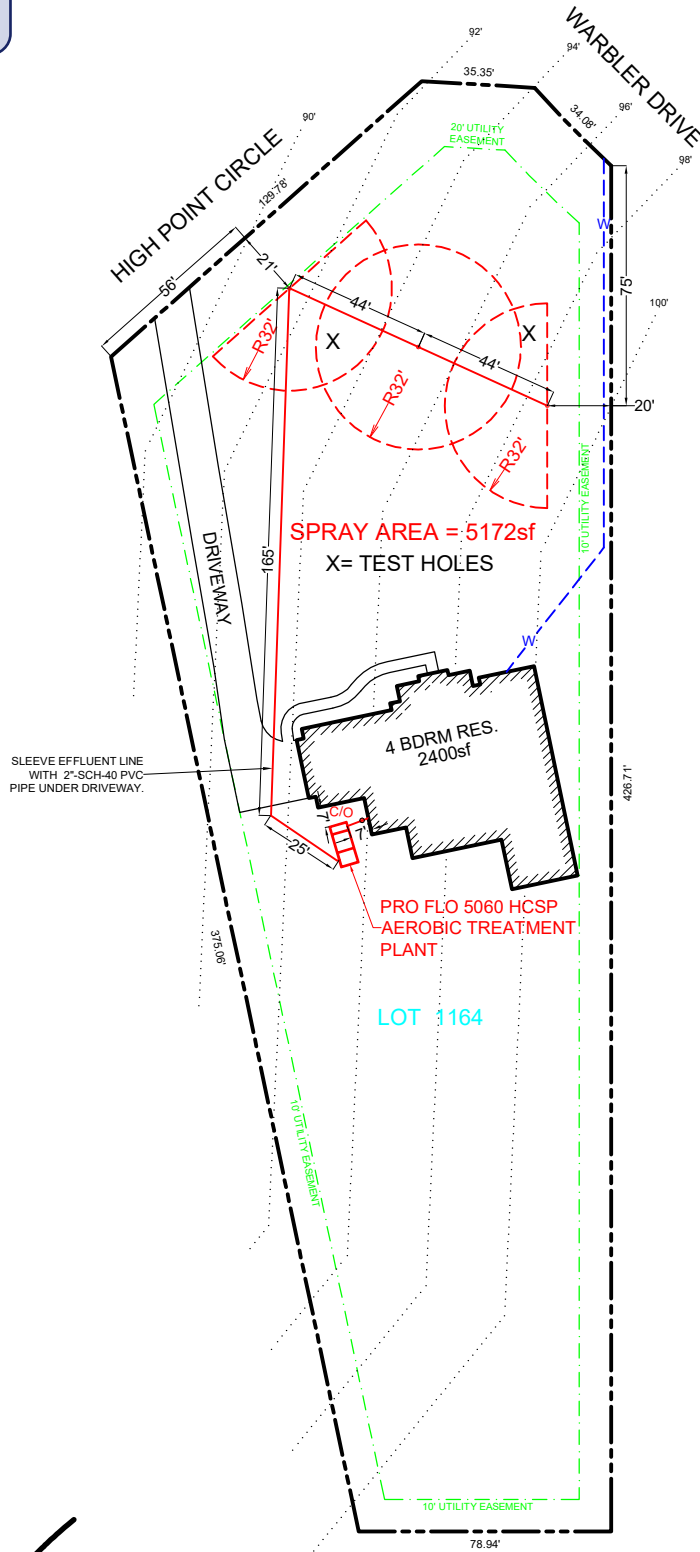 92'
WARBLER DRIVE
94'
35.35'
96'
34.08'
90'
20' UTILITY
EASEMENT
98'
HIGH POINT CIRCLE
129.78'
W
56'
21'
75'
44'
100'
X
X
R32'
44'
R32'
20'
R32'
10' UTILITY EASEMENT
SPRAY AREA = 5172sf
X= TEST HOLES
165'
DRIVEWAY
W
4 BDRM RES.
2400sf
SLEEVE EFFLUENT LINE
WITH 2"-SCH-40 PVC
PIPE UNDER DRIVEWAY.
426.71'
C/O
7'
7'
25'
PRO FLO 5060 HCSP
AEROBIC TREATMENT
PLANT
375.06'
LOT 1164
10' UTILITY EASEMENT
10' UTILITY EASEMENT
78.94'